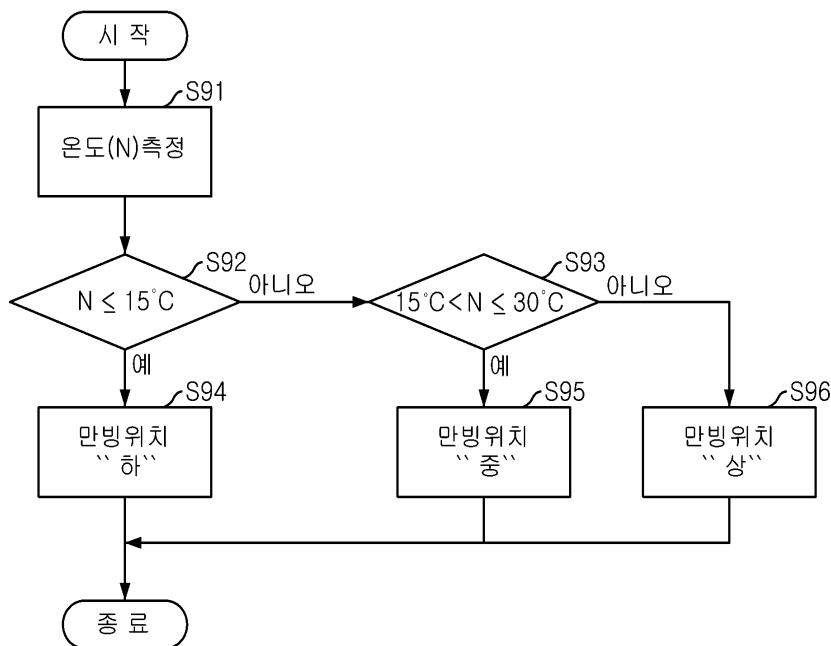 시 작
S91
온도(N)측정
S92
N ≤ 15°C
아니오
S93
15°C<N ≤ 30°C
아니오
예
예
S94
만빙위치
`` 하``
S95
만빙위치
`` 중``
S96
만빙위치
`` 상``
종 료